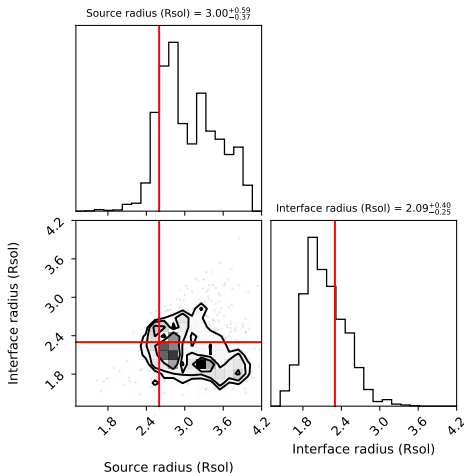 Source radius (Rsol) = 3.00^{+0.59}_{-0.37}
Interface radius (Rsol) = 2.09^{+0.40}_{-0.25}
4.2
3.6
3.0
2.4
1.8
Interface radius (Rsol)
1.8 2.4 3.0 3.6 4.2
Source radius (Rsol)
1.8 2.4 3.0 3.6 4.2
Interface radius (Rsol)